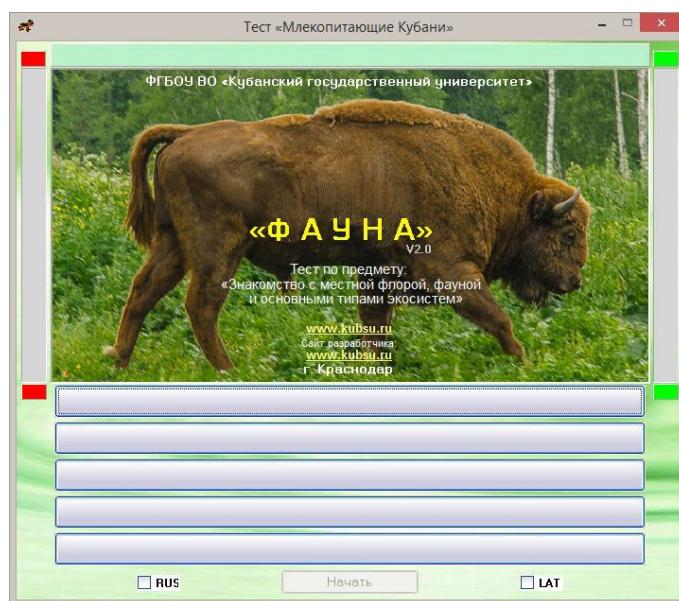 Тест «Млекопитающие Кубани»
ФГБОУ ВО «Кубанский государственный университет»
«Ф А У Н А»
V2.0
Тест по предмету:
«Знакомство с местной флорой, фауной
и основными типами экосистем»
www.kubsu.ru
Сайт разработчика:
www.kubsu.ru
г. Краснодар
RUS
Начать
LAT